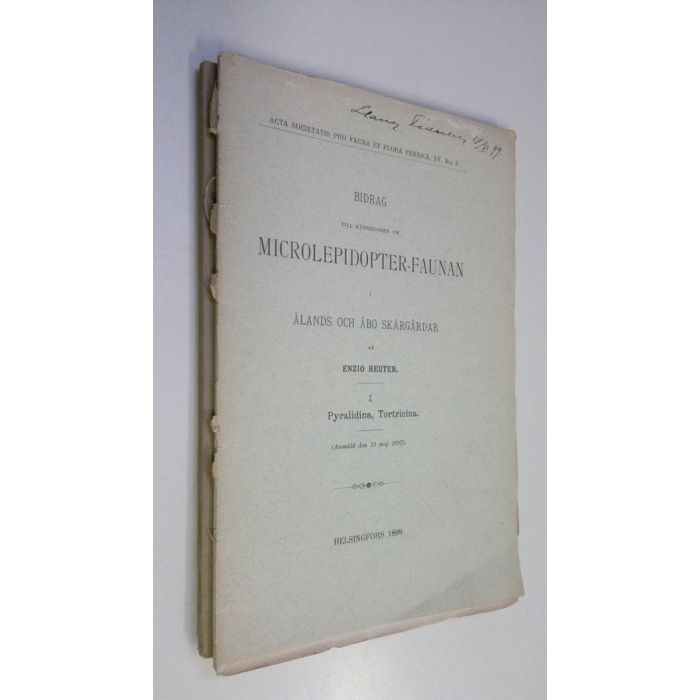 ACTA SOCIETATIS PRO FAUNA ET FLORA FENNICA, XV, N:o 5.
BIDRAG
TILL KÄNNEDOMEN OM
MICROLEPIDOPTER-FAUNAN
I
ÅLANDS OCH ÅBO SKÄRGÅRDAR
AF
ENZIO REUTER.
I.
Pyralidina, Tortricina.
(Anmäld den 13 maj 1897).
HELSINGFORS 1899